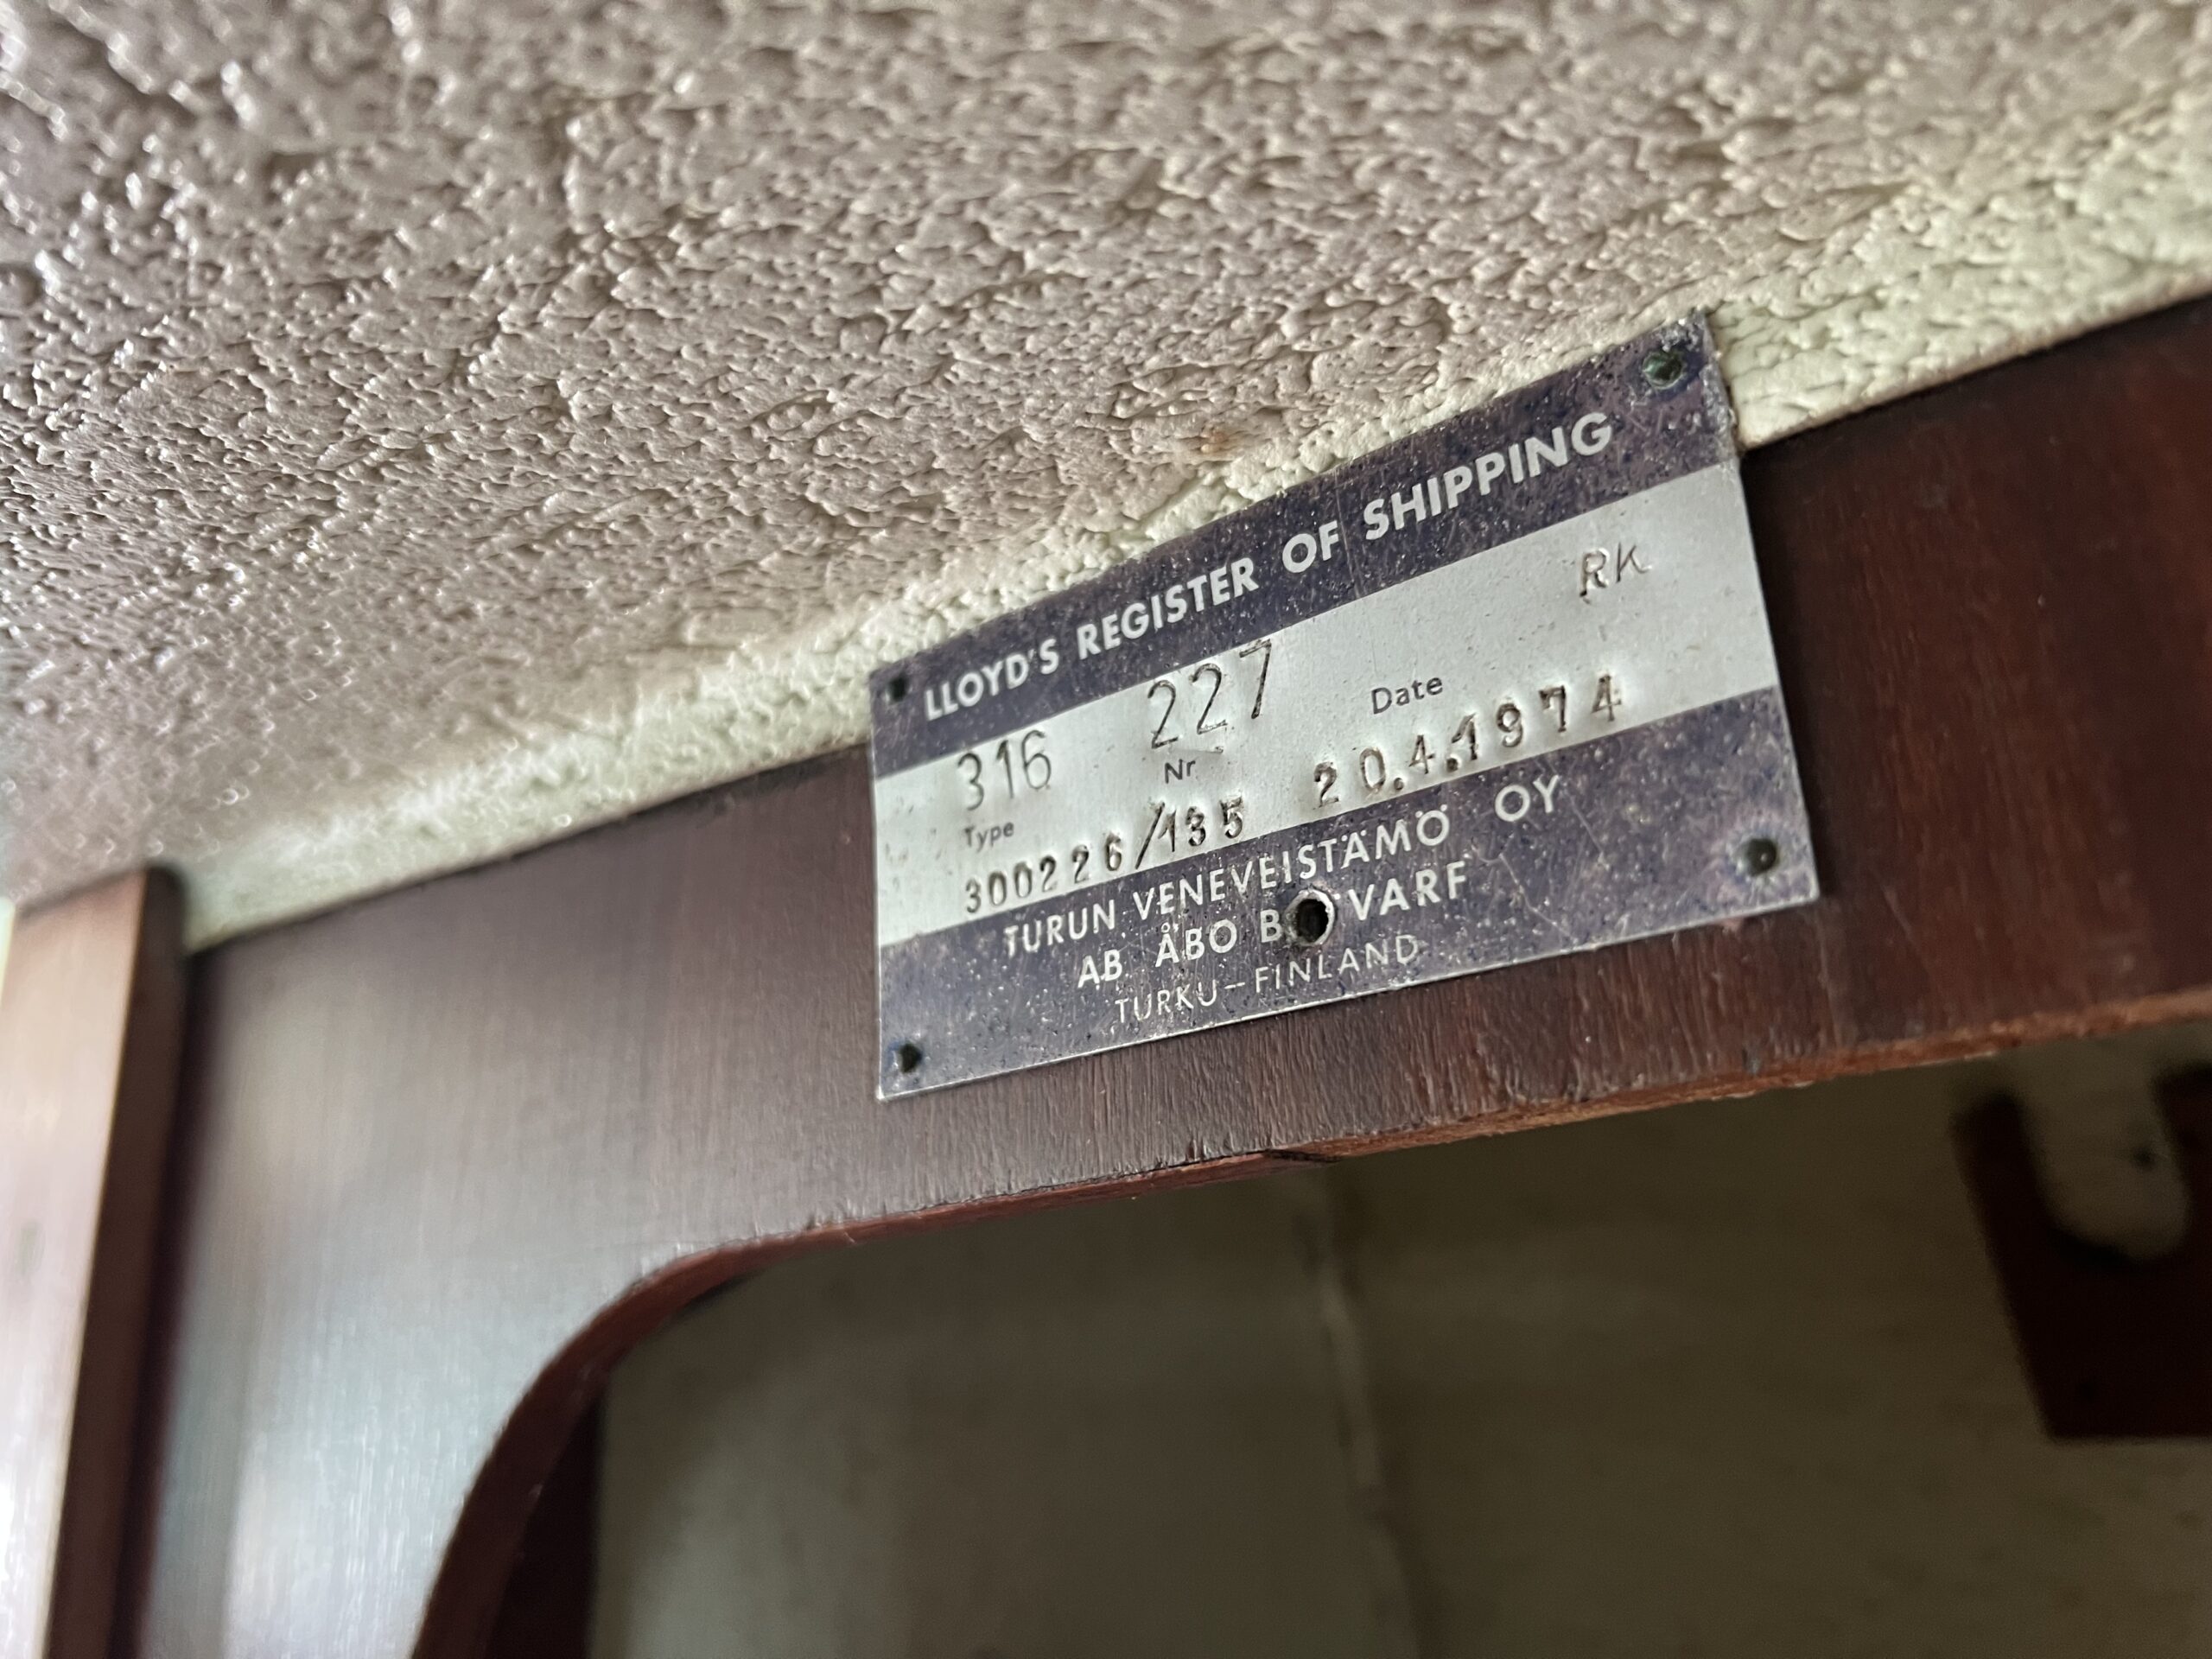 LLOYD'S REGISTER OF SHIPPING
RK
316 227
Type Nr Date
300226/135 20.4.1974
TURUN VENEVEISTÄMÖ OY
AB ÅBO VARF
TURKU-FINLAND